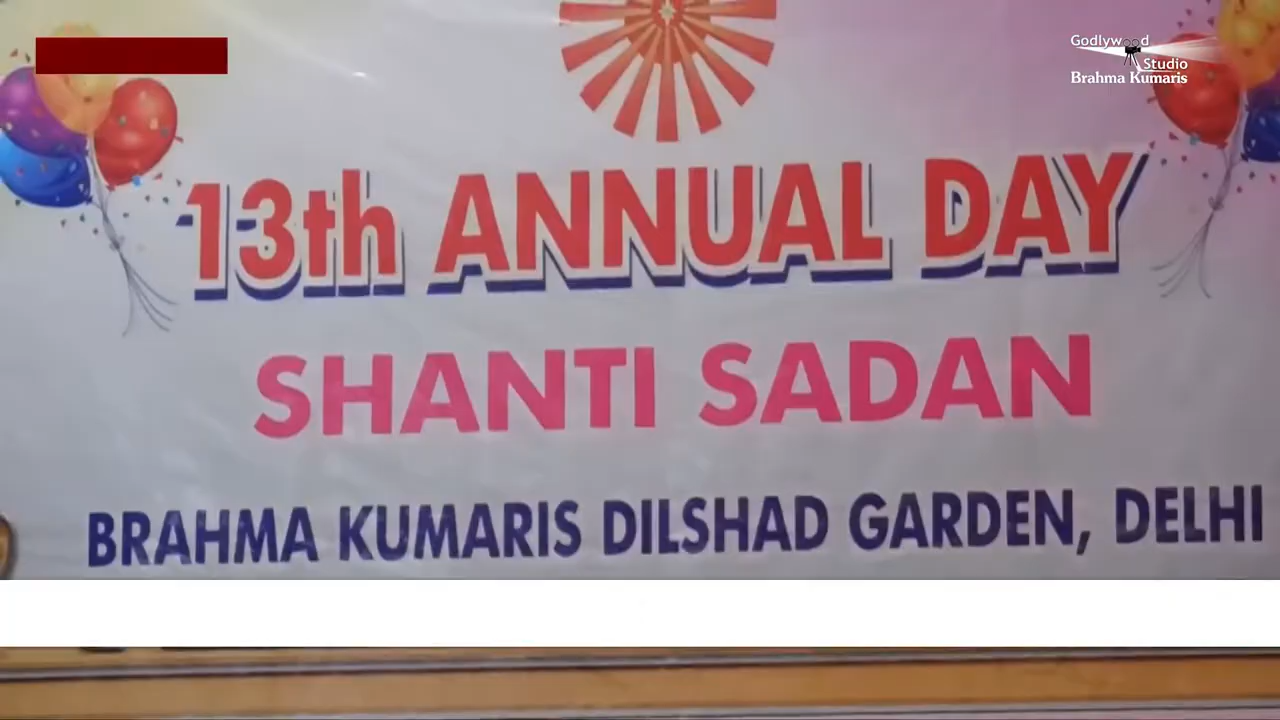 Godlywood
Studio
Brahma Kumaris
13th ANNUAL DAY
SHANTI SADAN
BRAHMA KUMARIS DILSHAD GARDEN, DELHI